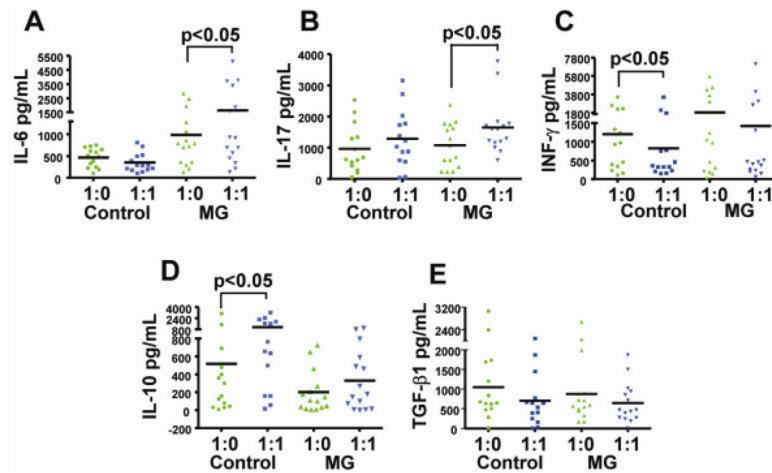 A
p<0.05
IL-6 pg/mL
5500
4500
3500
2500
1500
1000
500
0
1:0 1:1 1:0 1:1
Control MG
B
p<0.05
IL-17 pg/mL
4000
3000
2000
1000
0
1:0 1:1 1:0 1:1
Control MG
C
p<0.05
INF-γ pg/mL
7800
5800
3800
1800
1500
1000
500
0
1:0 1:1 1:0 1:1
Control MG
D
p<0.05
IL-10 pg/mL
4000
2400
800
800
600
400
200
0
-200
1:0 1:1 1:0 1:1
Control MG
E
TGF-β1 pg/mL
3200
2600
2000
1500
1000
500
0
1:0 1:1 1:0 1:1
Control MG